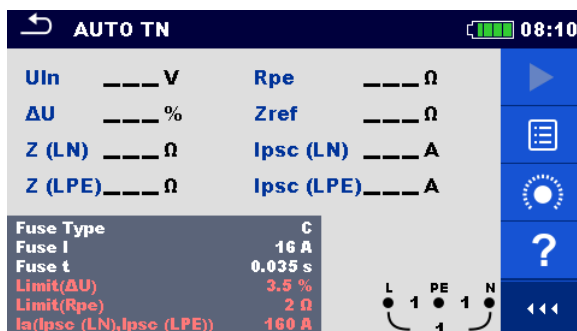 AUTO TN 08:10
Uln ___V Rpe ___Ω
ΔU ___% Zref ___Ω
Z (LN) ___Ω Ipsc (LN) ___A
Z (LPE)___Ω Ipsc (LPE)___A
Fuse Type C
Fuse I 16 A
Fuse t 0.035 s
Limit(ΔU) 3.5 %
Limit(Rpe) 2 Ω
Ia(Ipsc (LN),Ipsc (LPE)) 160 A
L PE N
1 1
1
?